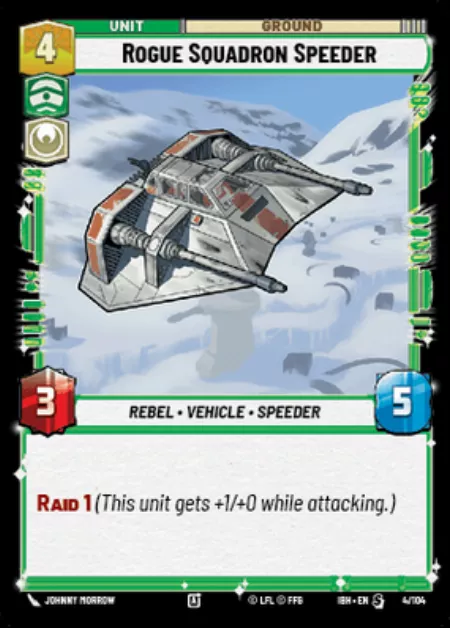 UNIT
GROUND
4
ROGUE SQUADRON SPEEDER
3
REBEL • VEHICLE • SPEEDER
5
RAID 1 (This unit gets +1/+0 while attacking.)
JOHNNY MORROW
© LFL © FFG
IBH • EN
4/104